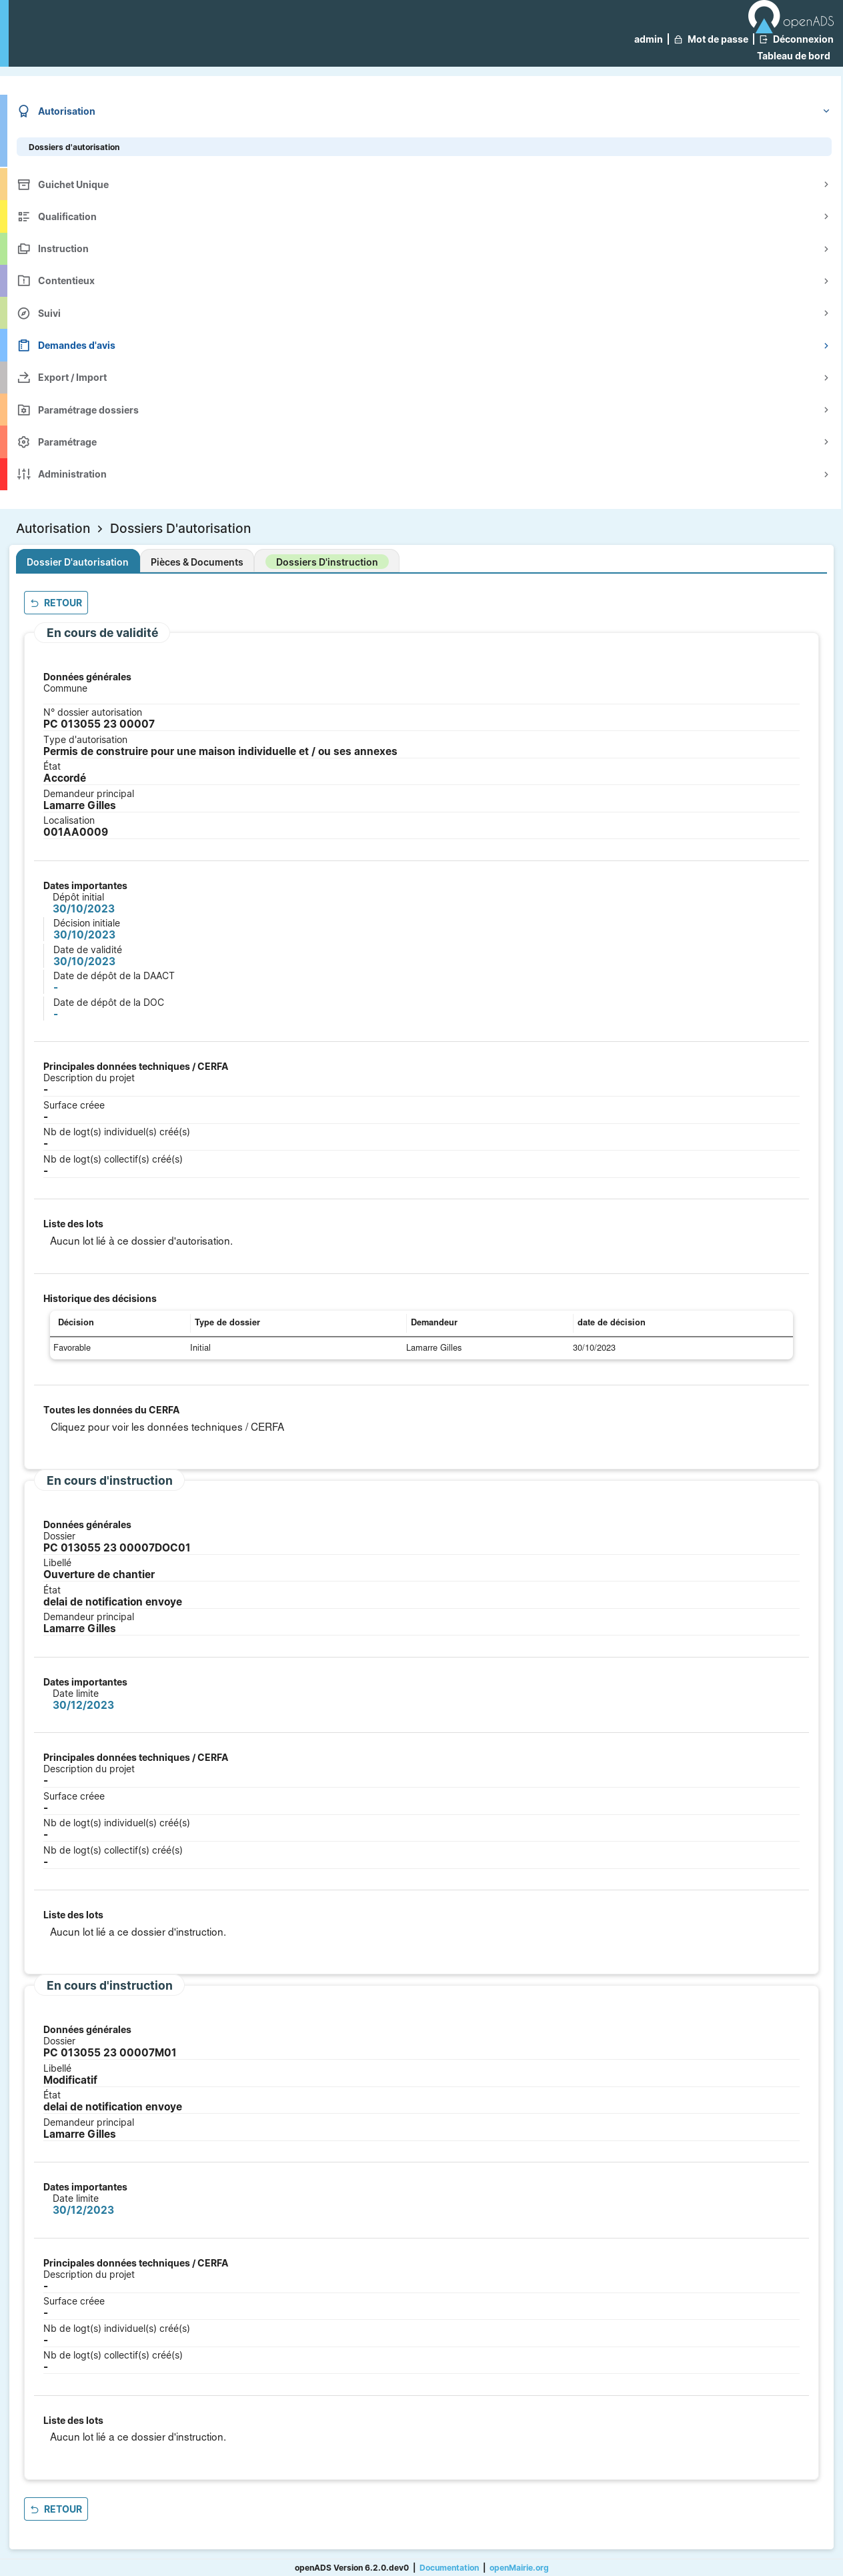 openADS
admin | Mot de passe | Déconnexion
Tableau de bord
Autorisation
Dossiers d'autorisation
Guichet Unique
Qualification
Instruction
Contentieux
Suivi
Demandes d'avis
Export / Import
Paramétrage dossiers
Paramétrage
Administration
Autorisation > Dossiers D'autorisation
Dossier D'autorisation Pièces & Documents Dossiers D'instruction
RETOUR
En cours de validité
Données générales
Commune
N° dossier autorisation
PC 013055 23 00007
Type d'autorisation
Permis de construire pour une maison individuelle et / ou ses annexes
État
Accordé
Demandeur principal
Lamarre Gilles
Localisation
001AA0009
Dates importantes
Dépôt initial
30/10/2023
Décision initiale
30/10/2023
Date de validité
30/10/2023
Date de dépôt de la DAACT
-
Date de dépôt de la DOC
-
Principales données techniques / CERFA
Description du projet
-
Surface créee
-
Nb de logt(s) individuel(s) créé(s)
-
Nb de logt(s) collectif(s) créé(s)
-
Liste des lots
Aucun lot lié à ce dossier d'autorisation.
Historique des décisions
Décision Type de dossier Demandeur date de décision
Favorable Initial Lamarre Gilles 30/10/2023
Toutes les données du CERFA
Cliquez pour voir les données techniques / CERFA
En cours d'instruction
Données générales
Dossier
PC 013055 23 00007DOC01
Libellé
Ouverture de chantier
État
delai de notification envoye
Demandeur principal
Lamarre Gilles
Dates importantes
Date limite
30/12/2023
Principales données techniques / CERFA
Description du projet
-
Surface créee
-
Nb de logt(s) individuel(s) créé(s)
-
Nb de logt(s) collectif(s) créé(s)
-
Liste des lots
Aucun lot lié a ce dossier d'instruction.
En cours d'instruction
Données générales
Dossier
PC 013055 23 00007M01
Libellé
Modificatif
État
delai de notification envoye
Demandeur principal
Lamarre Gilles
Dates importantes
Date limite
30/12/2023
Principales données techniques / CERFA
Description du projet
-
Surface créee
-
Nb de logt(s) individuel(s) créé(s)
-
Nb de logt(s) collectif(s) créé(s)
-
Liste des lots
Aucun lot lié a ce dossier d'instruction.
RETOUR
openADS Version 6.2.0.dev0 | Documentation | openMairie.org